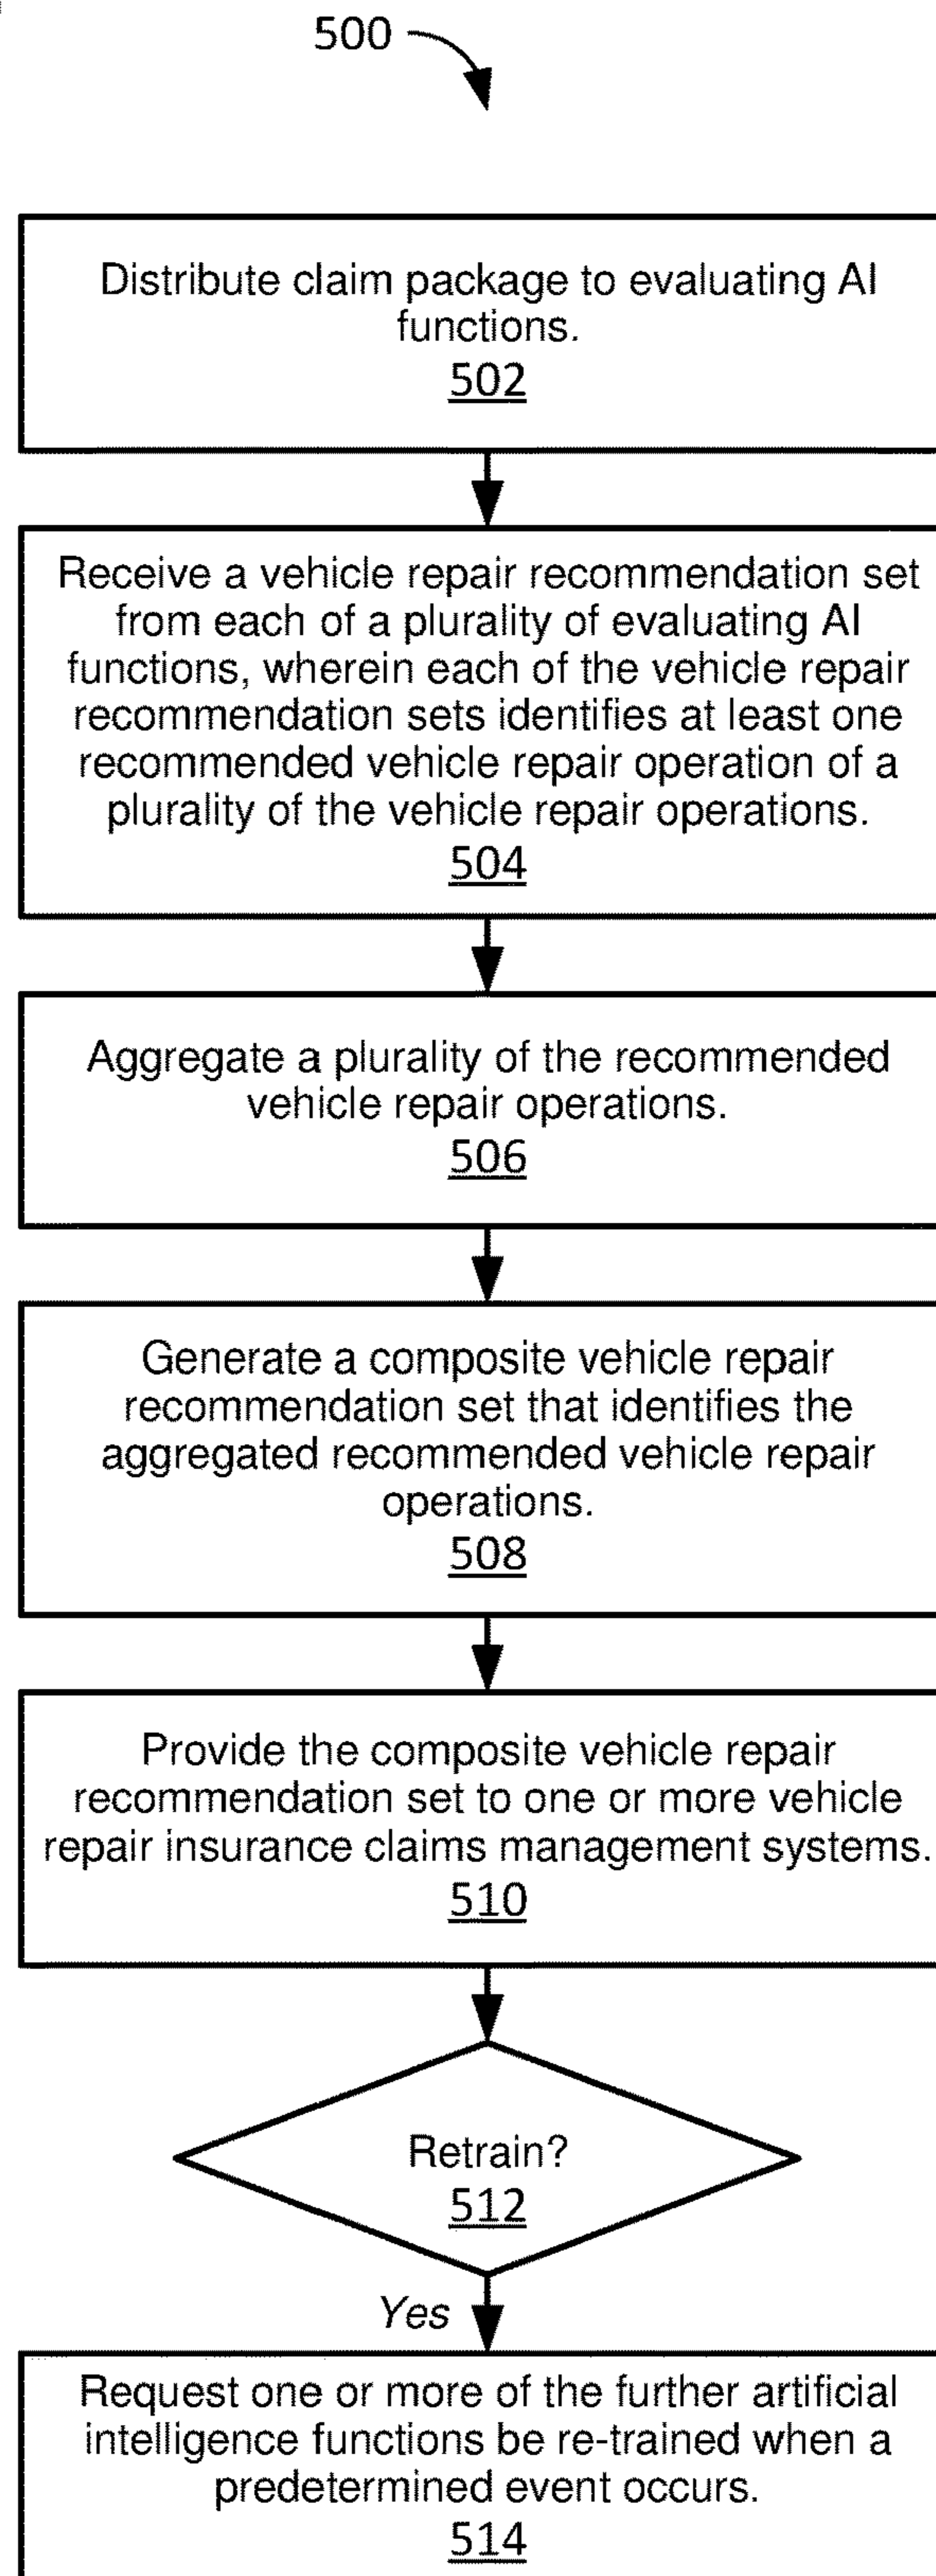 500
Distribute claim package to evaluating AI
functions.
502
Receive a vehicle repair recommendation set
from each of a plurality of evaluating AI
functions, wherein each of the vehicle repair
recommendation sets identifies at least one
recommended vehicle repair operation of a
plurality of the vehicle repair operations.
504
Aggregate a plurality of the recommended
vehicle repair operations.
506
Generate a composite vehicle repair
recommendation set that identifies the
aggregated recommended vehicle repair
operations.
508
Provide the composite vehicle repair
recommendation set to one or more vehicle
repair insurance claims management systems.
510
Retrain?
512
Yes
Request one or more of the further artificial
intelligence functions be re-trained when a
predetermined event occurs.
514